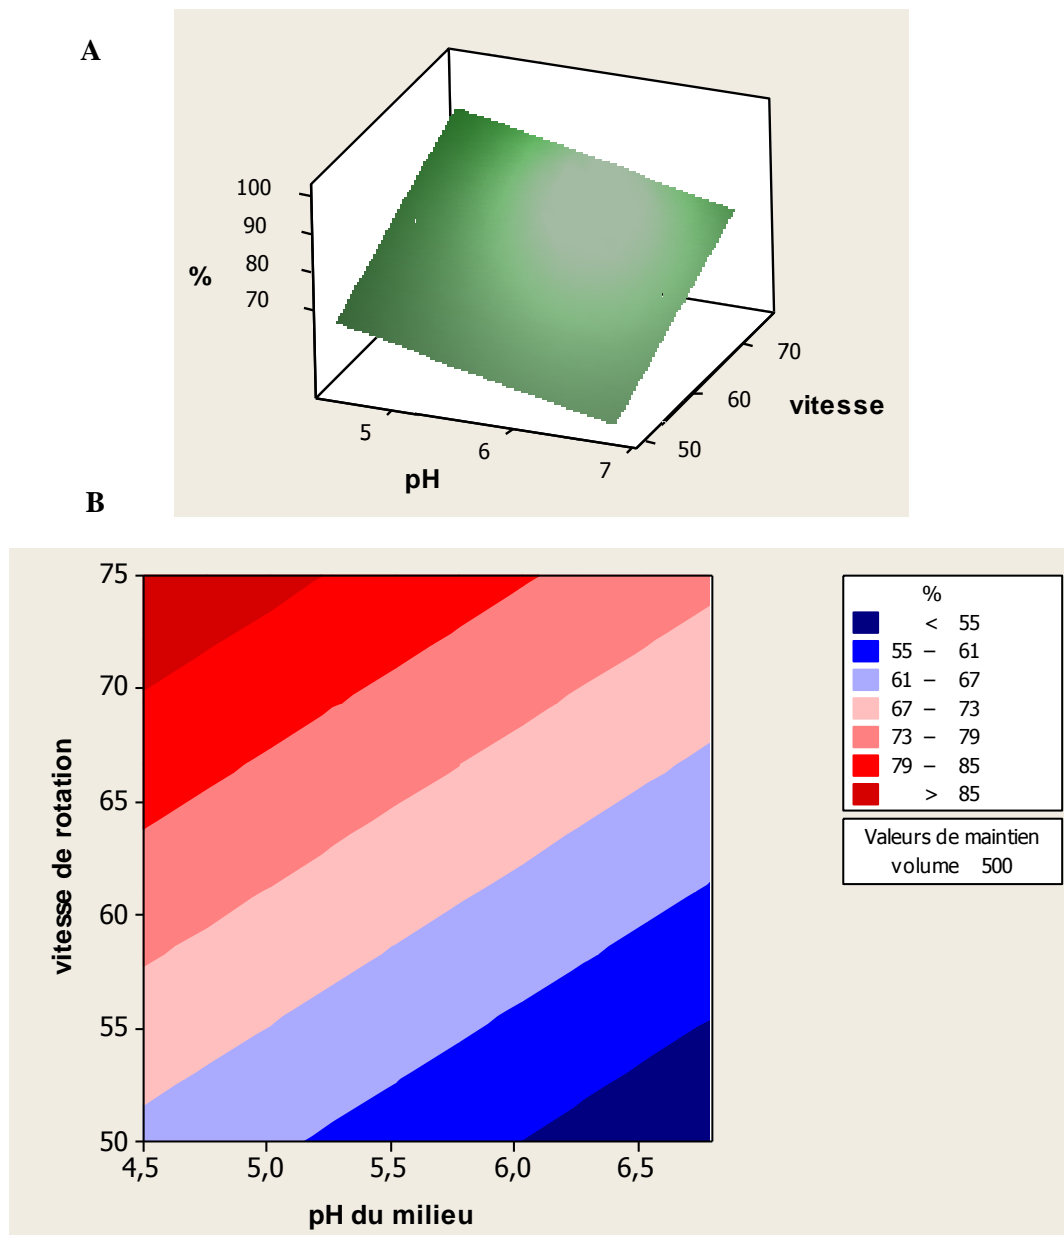 A
100
90
80
70
%
5
6
7
pH
50
60
70
vitesse
B
75
70
65
60
55
50
vitesse de rotation
4,5 5,0 5,5 6,0 6,5
pH du milieu
%
< 55
55 – 61
61 – 67
67 – 73
73 – 79
79 – 85
> 85
Valeurs de maintien
volume 500